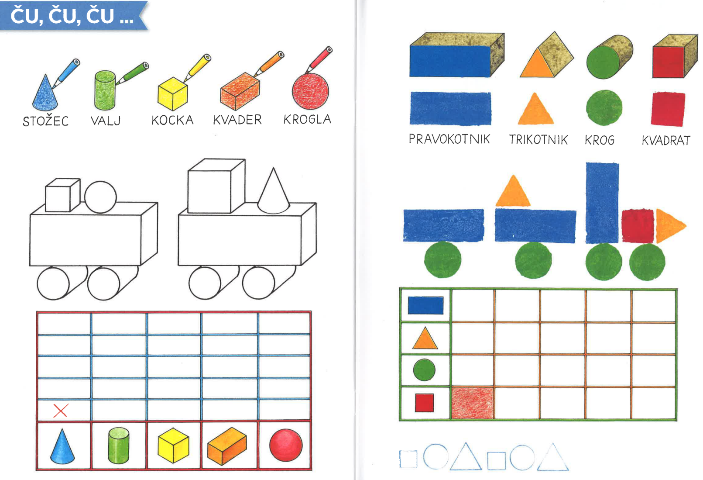 ČU, ČU, ČU ...
STOŽEC VALJ KOCKA KVADER KROGLA
PRAVOKOTNIK TRIKOTNIK KROG KVADRAT